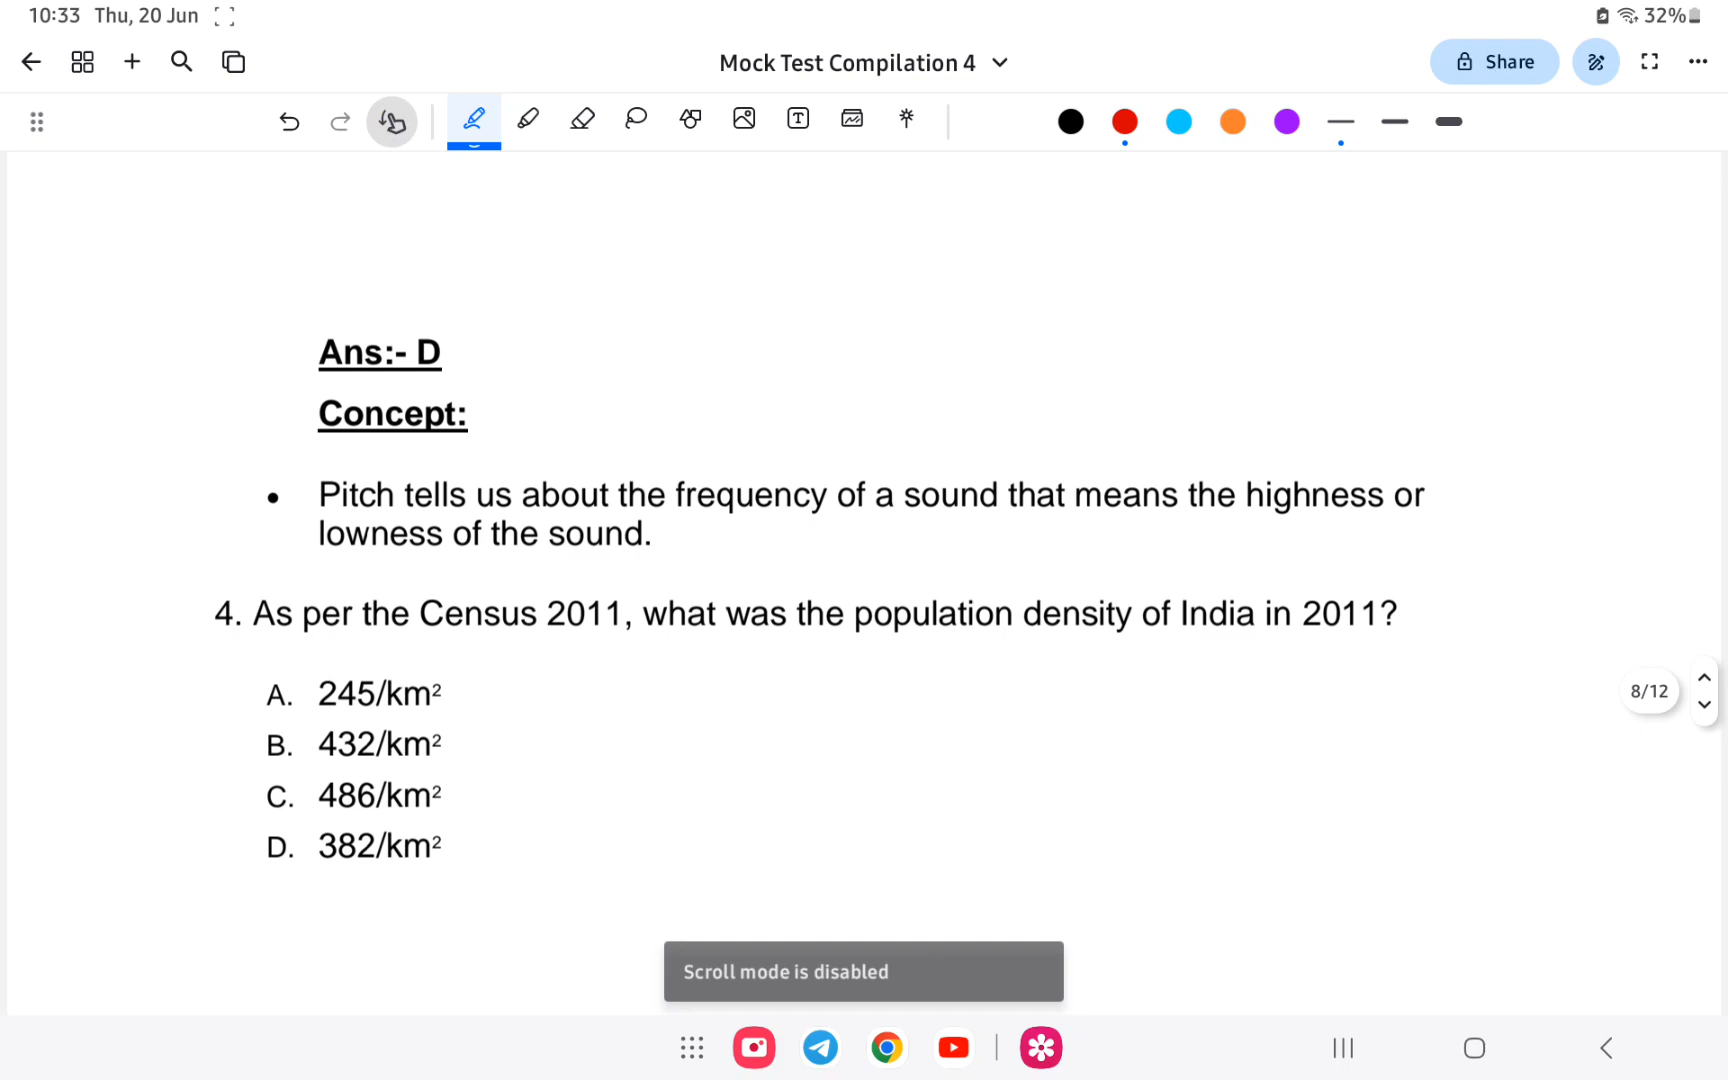 10:33 Thu, 20 Jun
32%
Mock Test Compilation 4
Share
Ans:- D
Concept:
• Pitch tells us about the frequency of a sound that means the highness or
lowness of the sound.
4. As per the Census 2011, what was the population density of India in 2011?
A. 245/km²
B. 432/km²
8/12
C. 486/km²
D. 382/km²
Scroll mode is disabled